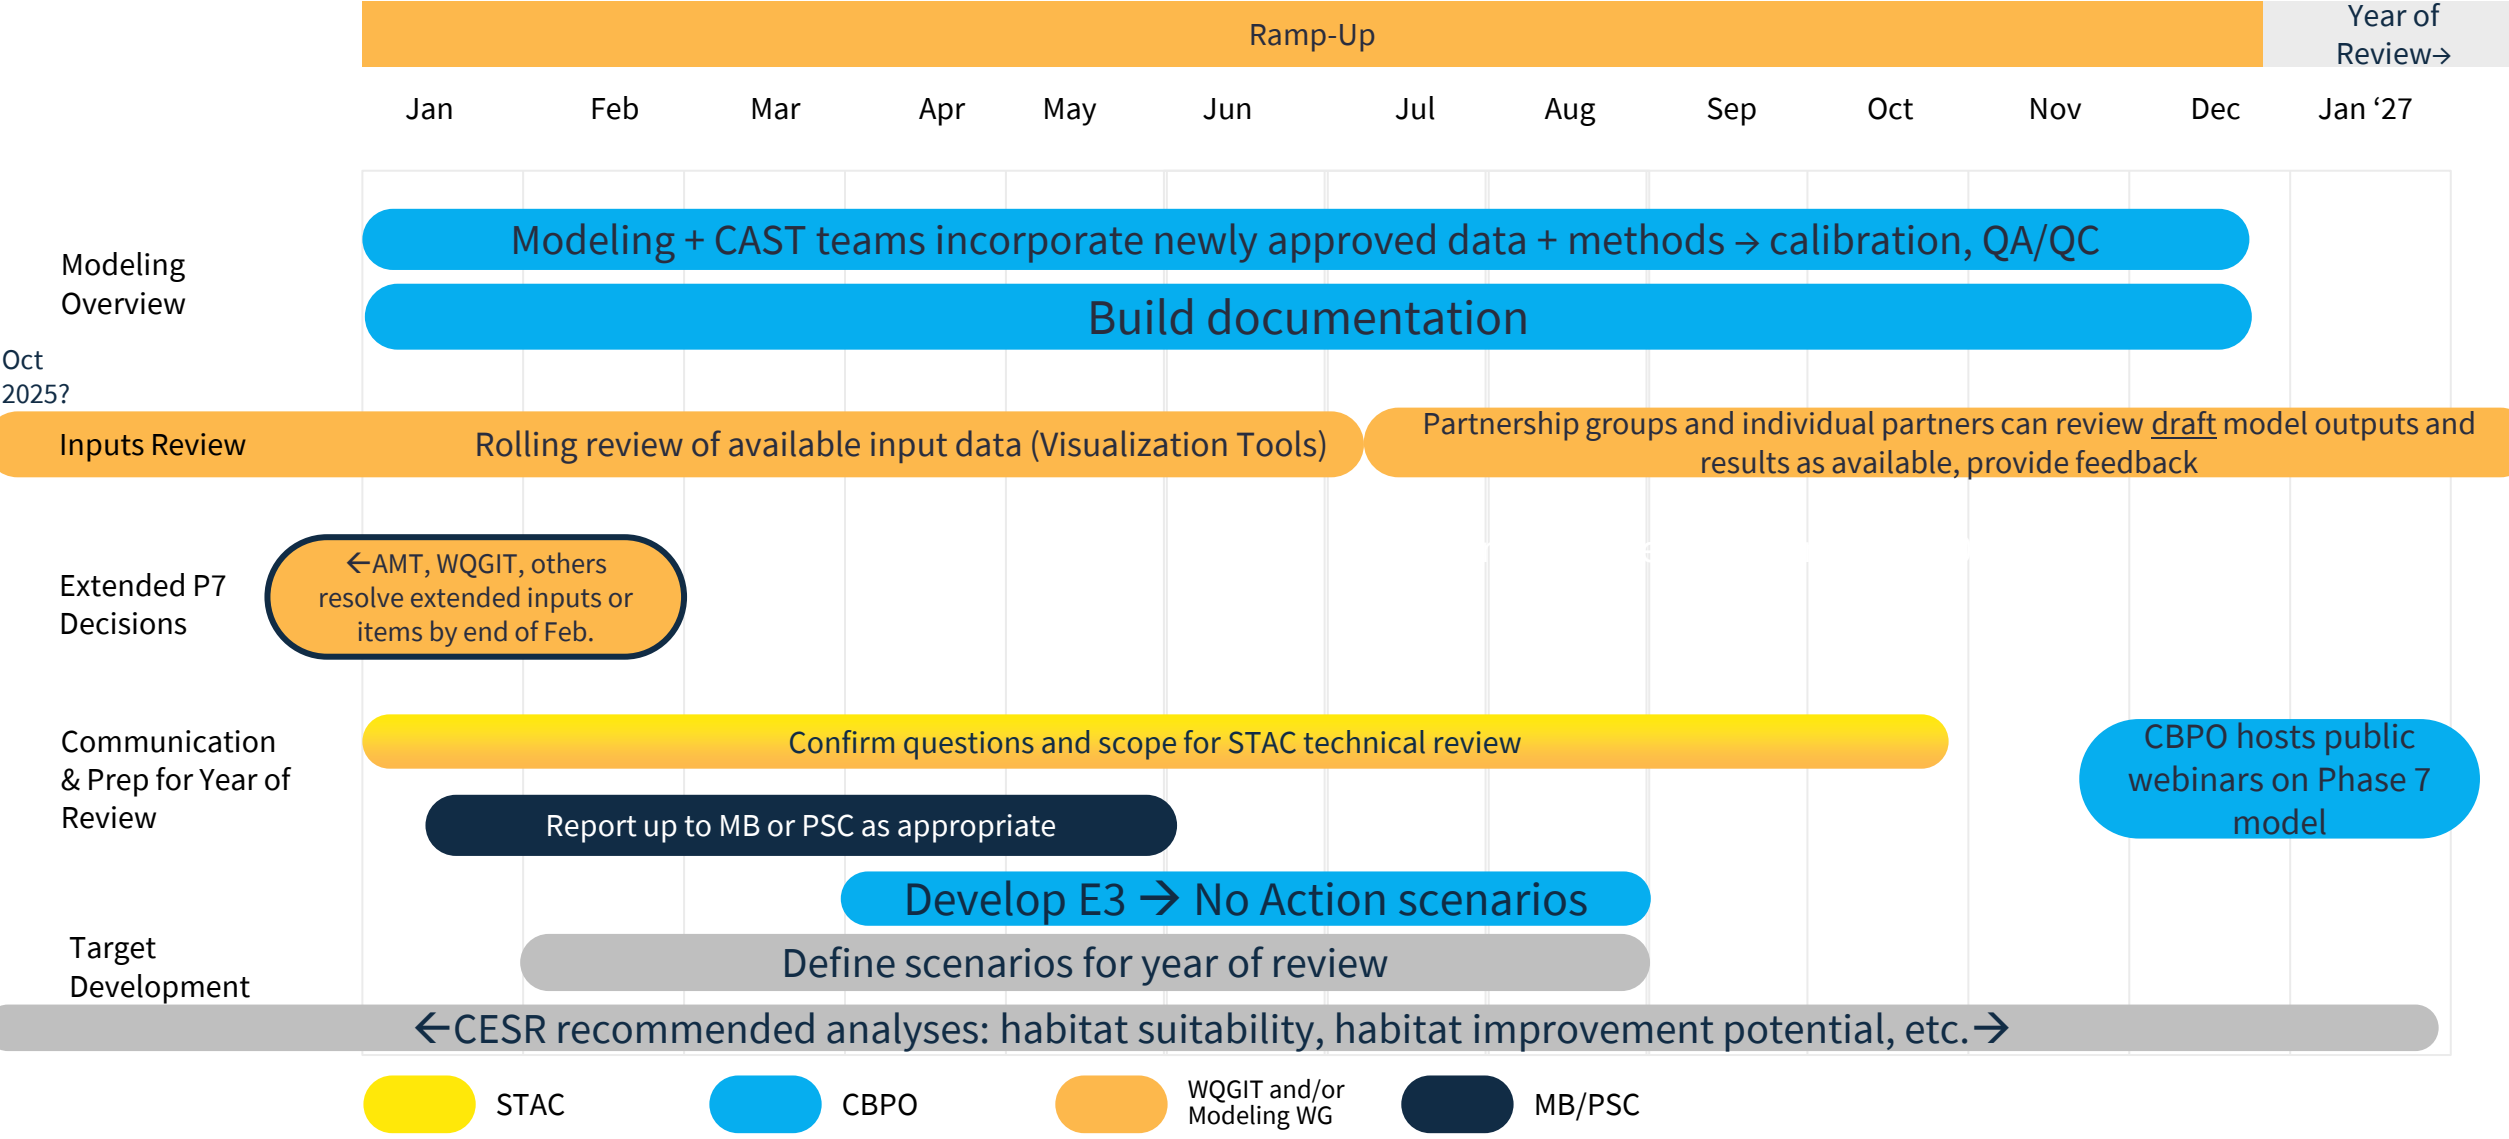 Ramp-Up
Year of
Review→
Jan Feb Mar Apr May Jun Jul Aug Sep Oct Nov Dec Jan ‘27
Modeling
Overview
Modeling + CAST teams incorporate newly approved data + methods → calibration, QA/QC
Build documentation
Oct
2025?
Inputs Review
Rolling review of available input data (Visualization Tools)
Partnership groups and individual partners can review draft model outputs and
results as available, provide feedback
Extended P7
Decisions
←AMT, WQGIT, others
resolve extended inputs or
items by end of Feb.
Communication
& Prep for Year of
Review
Confirm questions and scope for STAC technical review
Report up to MB or PSC as appropriate
CBPO hosts public
webinars on Phase 7
model
Target
Development
Develop E3 → No Action scenarios
Define scenarios for year of review
←CESR recommended analyses: habitat suitability, habitat improvement potential, etc.→
STAC
CBPO
WQGIT and/or
Modeling WG
MB/PSC